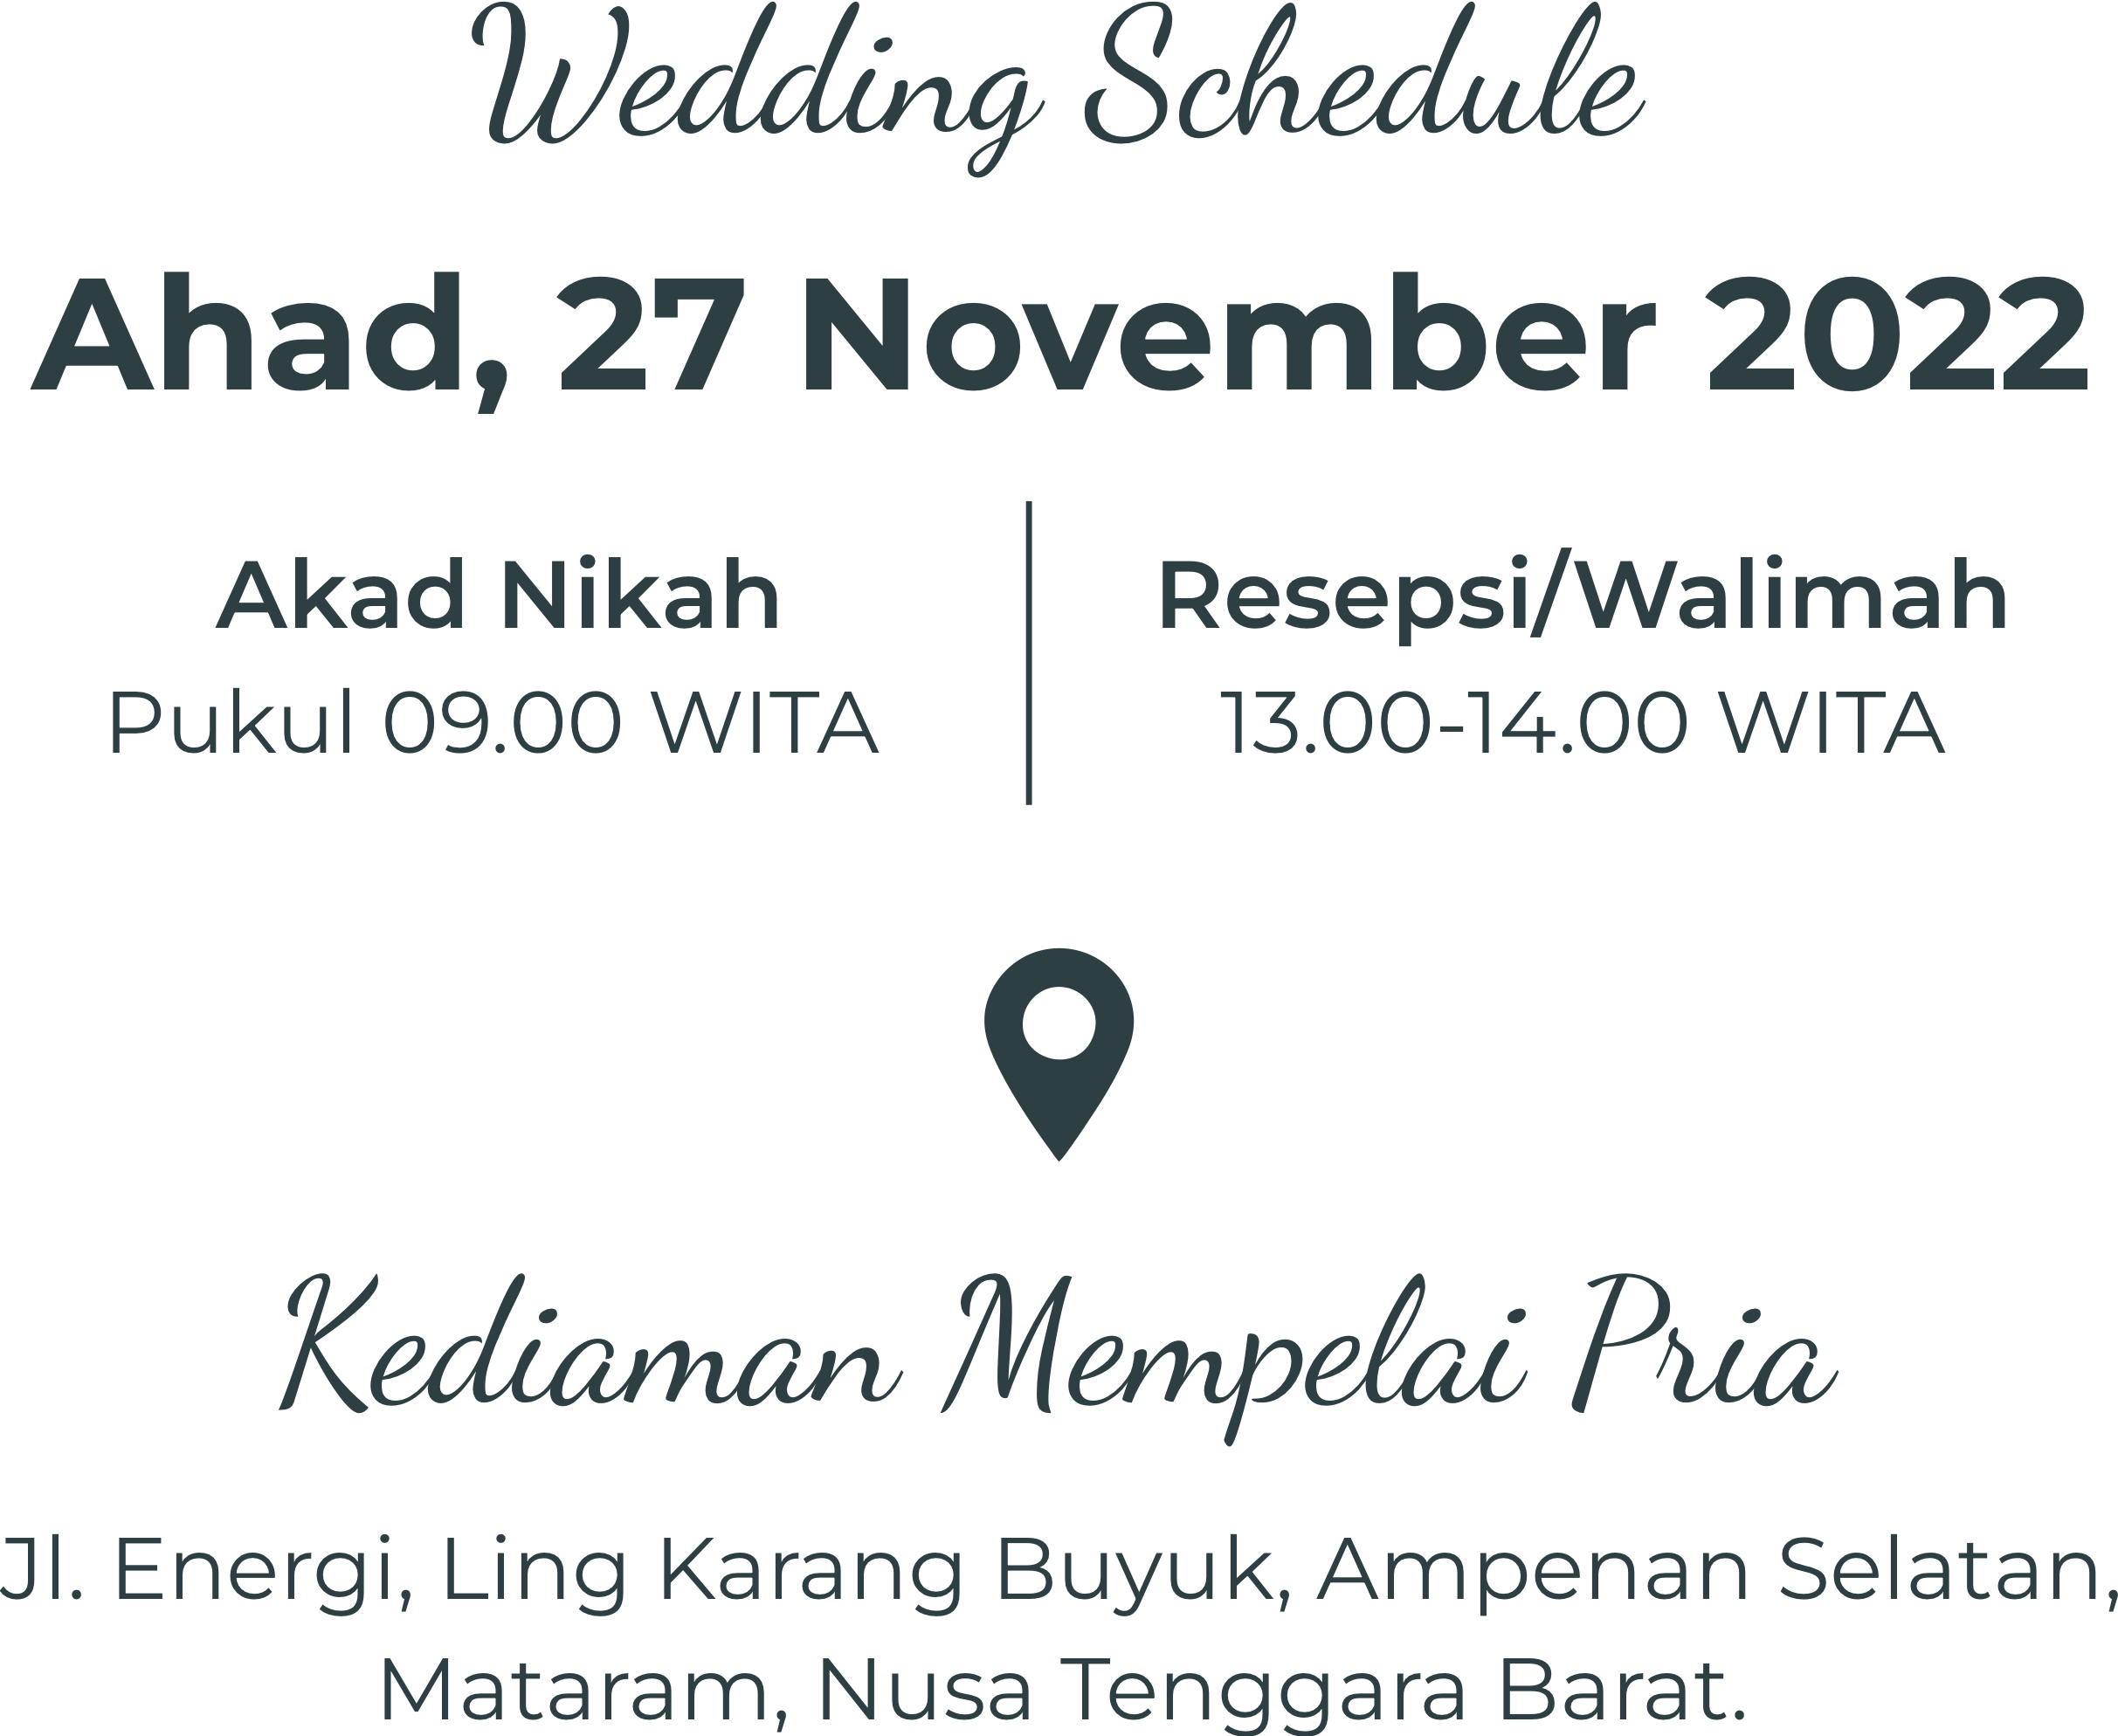 Wedding Schedule
Ahad, 27 November 2022
Akad Nikah
Pukul 09.00 WITA
Resepsi/Walimah
13.00-14.00 WITA
Kediaman Mempelai Pria
Jl. Energi, Ling Karang Buyuk, Ampenan Selatan,
Mataram, Nusa Tenggara Barat.